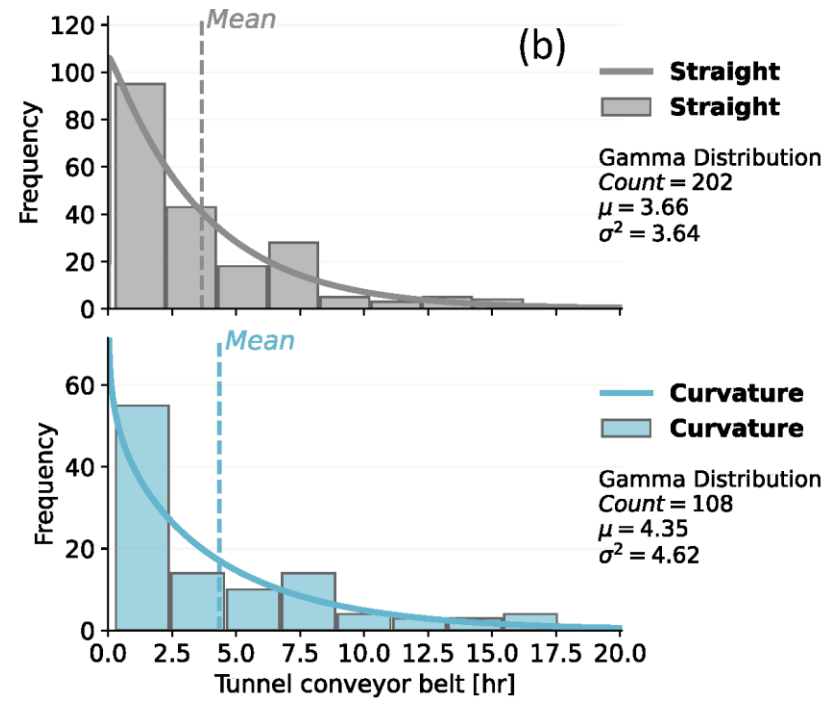 Mean
(b)
120
100
80
60
40
20
0
Frequency
Straight
Straight
Gamma Distribution
Count = 202
μ = 3.66
σ² = 3.64
Mean
60
40
20
0
Frequency
Curvature
Curvature
Gamma Distribution
Count = 108
μ = 4.35
σ² = 4.62
0.0 2.5 5.0 7.5 10.0 12.5 15.0 17.5 20.0
Tunnel conveyor belt [hr]